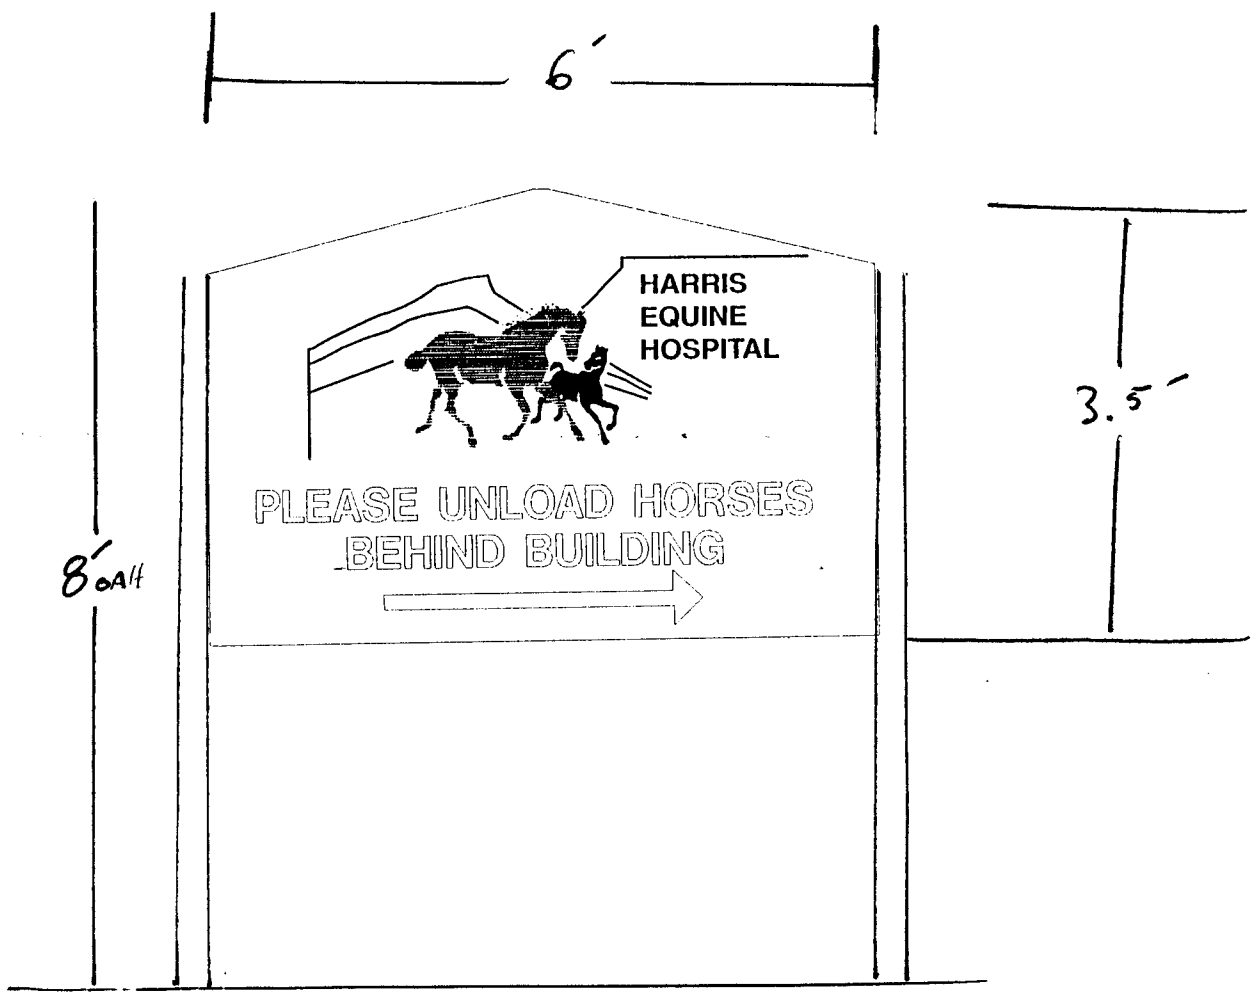 6'
HARRIS
EQUINE
HOSPITAL
3.5'
PLEASE UNLOAD HORSES
BEHIND BUILDING
8' OAH